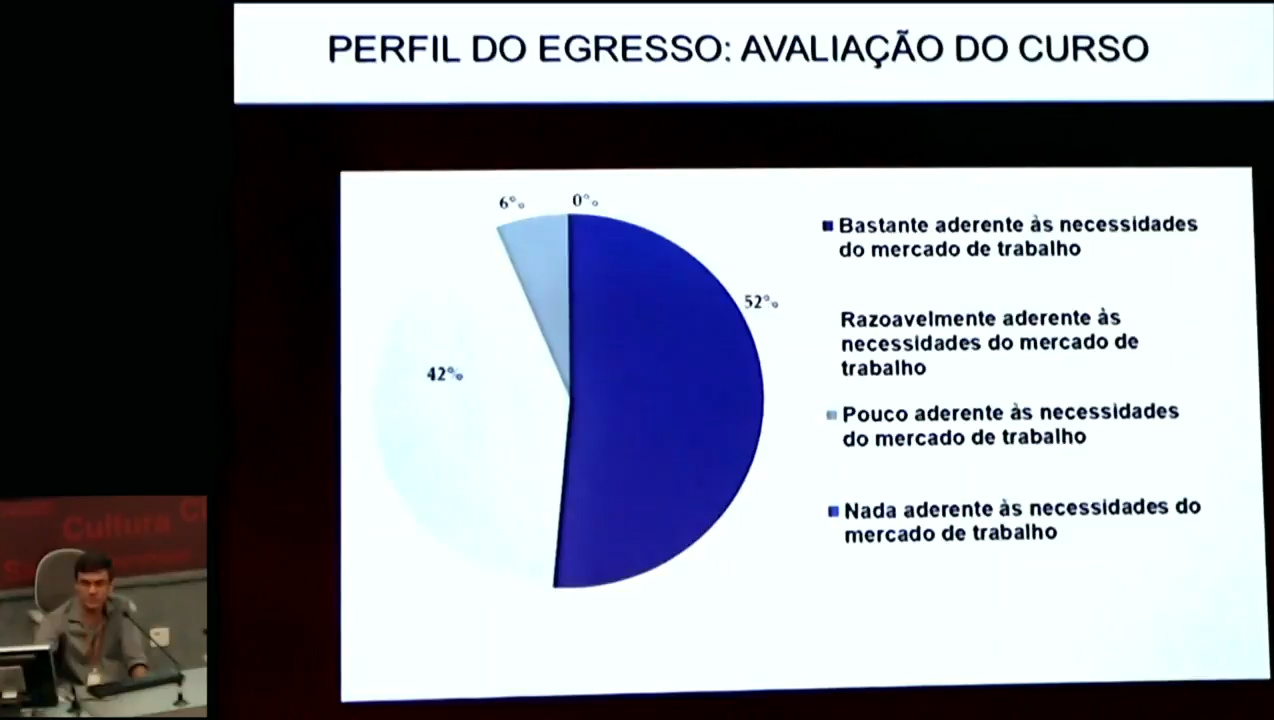 PERFIL DO EGRESSO: AVALIAÇÃO DO CURSO
6%
0%
52%
42%
Bastante aderente às necessidades
do mercado de trabalho
Razoavelmente aderente às
necessidades do mercado de
trabalho
Pouco aderente às necessidades
do mercado de trabalho
Nada aderente às necessidades do
mercado de trabalho
Cultura